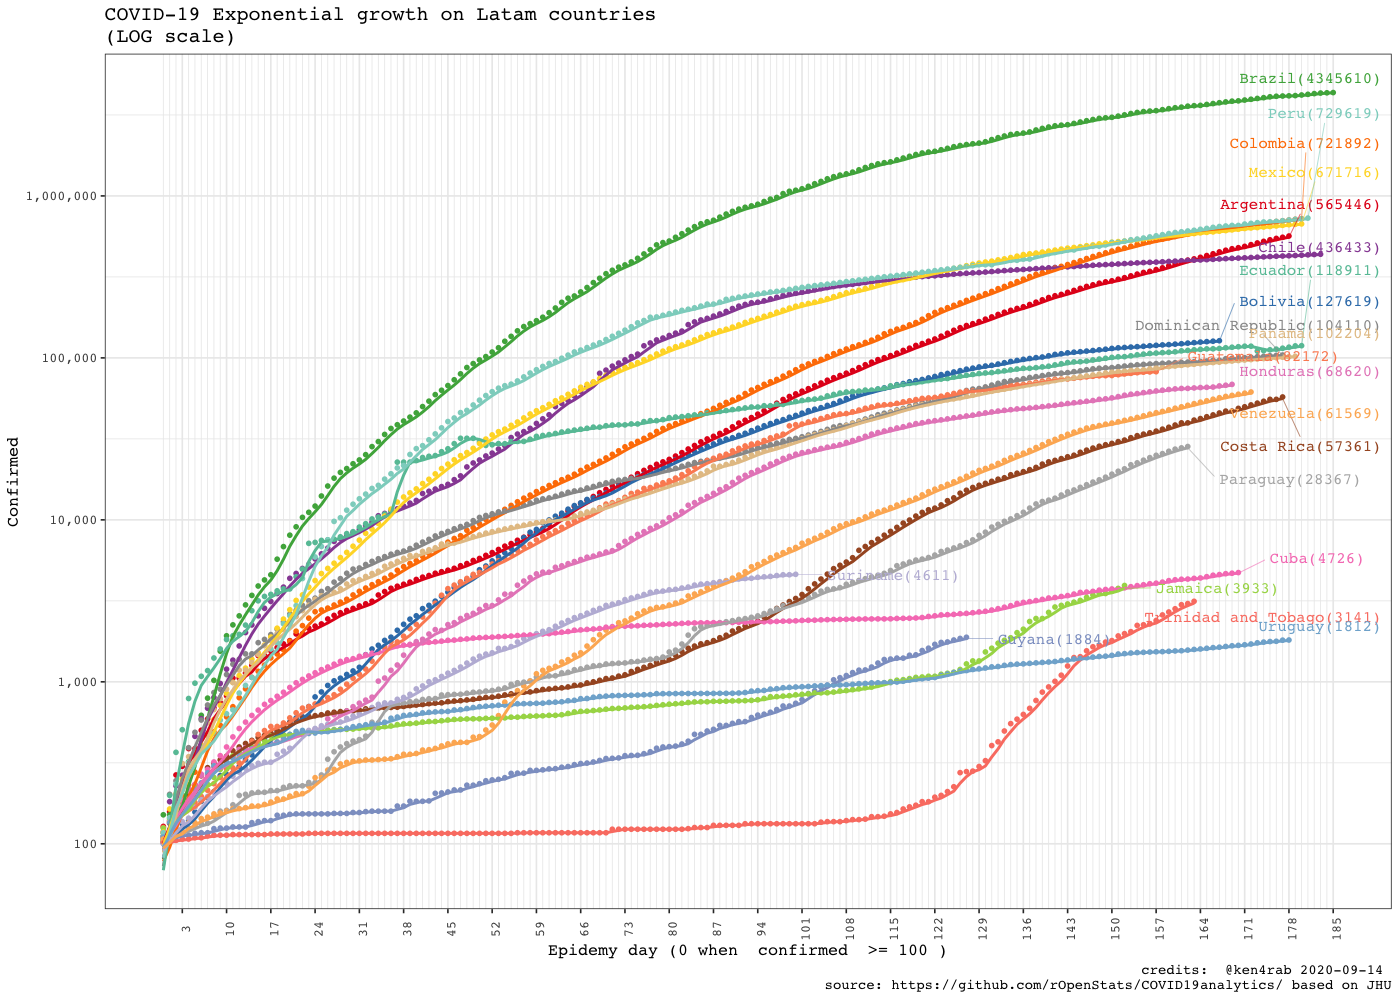 COVID-19 Exponential growth on Latam countries
(LOG scale)
Brazil(4345610)
Peru(729619)
Colombia(721892)
Mexico(671716)
1,000,000
Argentina(565446)
Chile(436433)
Ecuador(118911)
Bolivia(127619)
Dominican Republic(104110)
Panama(102204)
100,000
Guatemala(82172)
Honduras(68620)
Venezuela(61569)
Costa Rica(57361)
Paraguay(28367)
Confirmed
10,000
Cuba(4726)
Suriname(4611)
Jamaica(3933)
Trinidad and Tobago(3141)
Uruguay(1812)
Guyana(1884)
1,000
100
3 10 17 24 31 38 45 52 59 66 73 80 87 94 101 108 115 122 129 136 143 150 157 164 171 178 185
Epidemy day (0 when  confirmed  >= 100 )
credits:  @ken4rab 2020-09-14
source: https://github.com/rOpenStats/COVID19analytics/ based on JHU